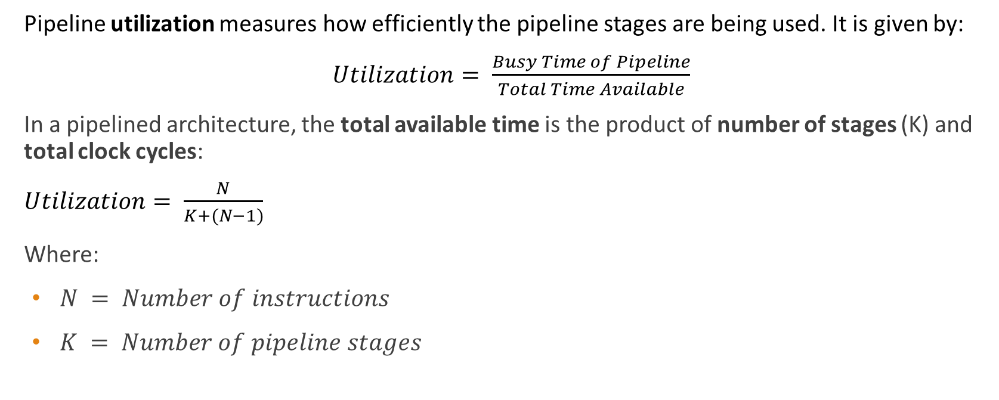 Pipeline utilization measures how efficiently the pipeline stages are being used. It is given by:
Utilization = Busy Time of Pipeline / Total Time Available
In a pipelined architecture, the total available time is the product of number of stages (K) and
total clock cycles:
Utilization = N / K+(N−1)
Where:
• N = Number of instructions
• K = Number of pipeline stages